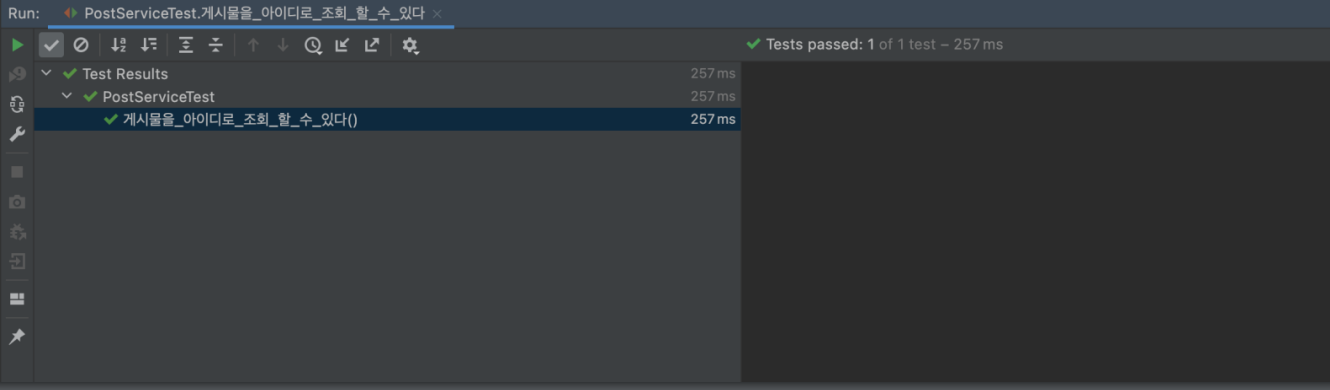 Run: PostServiceTest.게시물을_아이디로_조회_할_수_있다
Tests passed: 1 of 1 test – 257 ms
Test Results 257 ms
PostServiceTest 257 ms
게시물을_아이디로_조회_할_수_있다() 257 ms